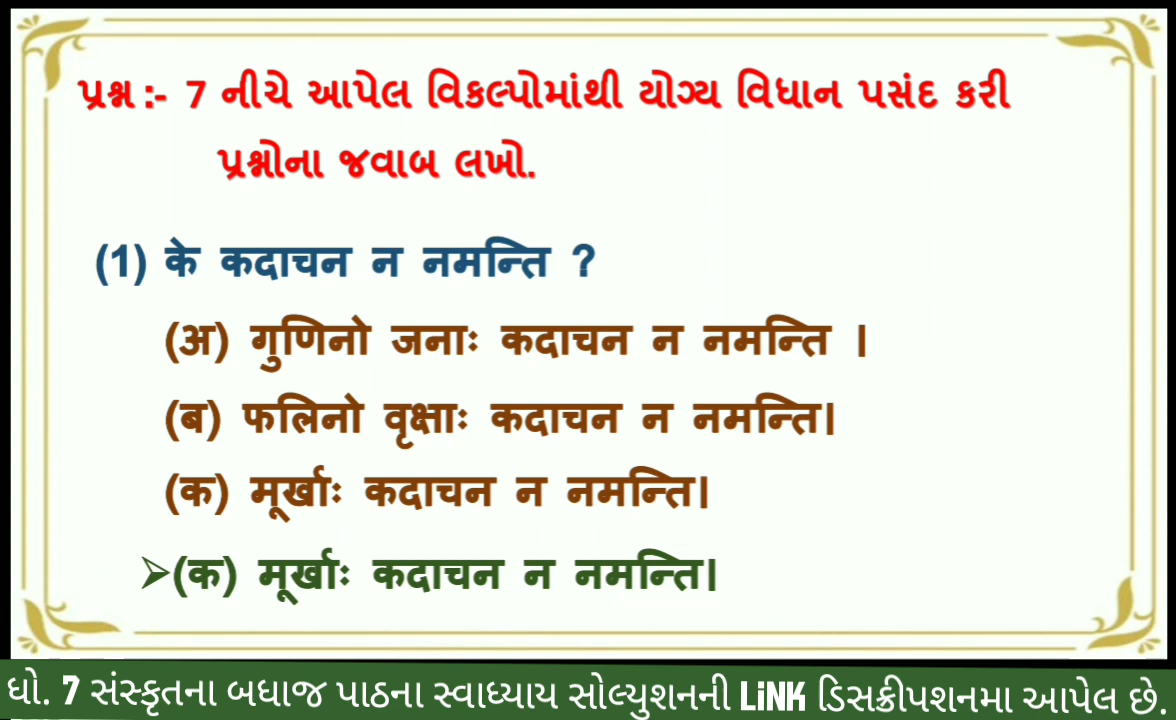 પ્રશ્ન :- 7 નીચે આપેલ વિકલ્પોમાંથી યોગ્ય વિધાન પસંદ કરી
પ્રશ્નોના જવાબ લખો.
(1) के कदाचन न नमन्ति ?
(अ) गुणिनो जनाः कदाचन न नमन्ति ।
(ब) फलिनो वृक्षाः कदाचन न नमन्ति।
(क) मूर्खाः कदाचन न नमन्ति।
➢(क) मूर्खाः कदाचन न नमन्ति।
ધો. 7 સંસ્કૃતના બધાજ પાઠના સ્વાધ્યાય સોલ્યુશનની LiNK ડિસક્રીપશનમા આપેલ છે.